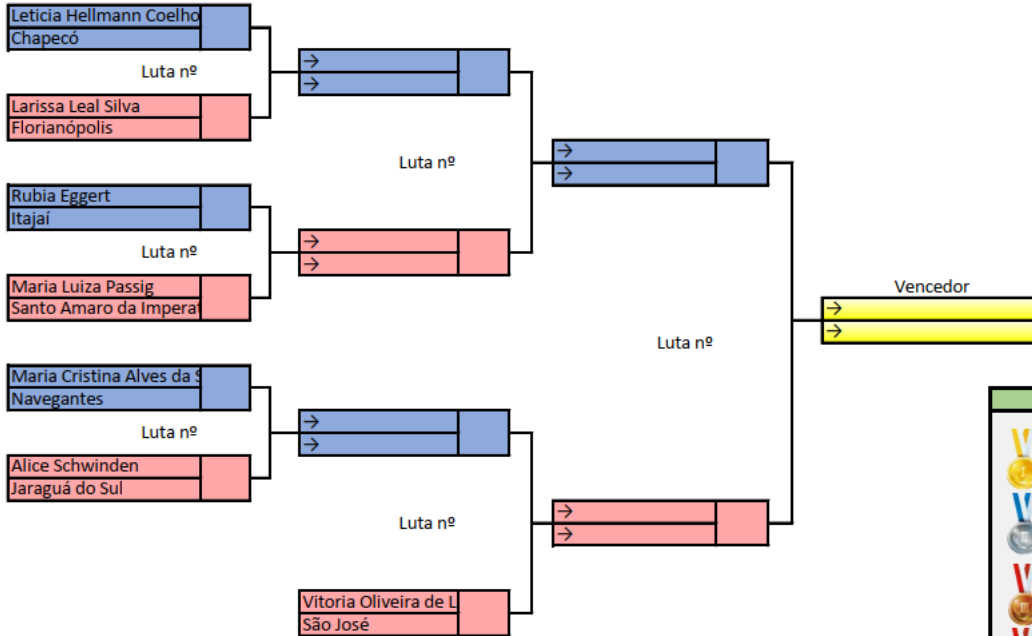 Leticia Hellmann Coelho
Chapecó
Luta nº
→
→
Larissa Leal Silva
Florianópolis
Luta nº
→
→
Rubia Eggert
Itajaí
Luta nº
→
→
Maria Luiza Passig
Santo Amaro da Imperat
Vencedor
→
→
Luta nº
Maria Cristina Alves da S
Navegantes
Luta nº
→
→
Alice Schwinden
Jaraguá do Sul
Luta nº
→
→
Vitoria Oliveira de L
São José